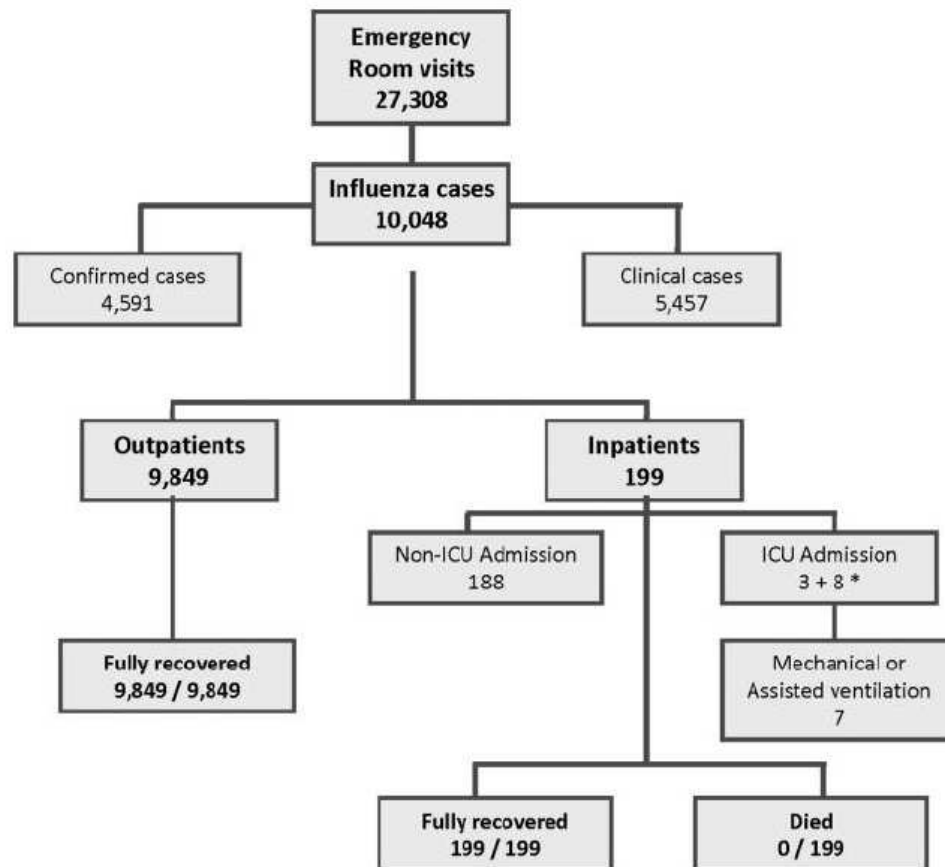 Emergency
Room visits
27,308
Influenza cases
10,048
Confirmed cases
4,591
Clinical cases
5,457
Outpatients
9,849
Inpatients
199
Non-ICU Admission
188
ICU Admission
3 + 8 *
Fully recovered
9,849 / 9,849
Mechanical or
Assisted ventilation
7
Fully recovered
199 / 199
Died
0 / 199